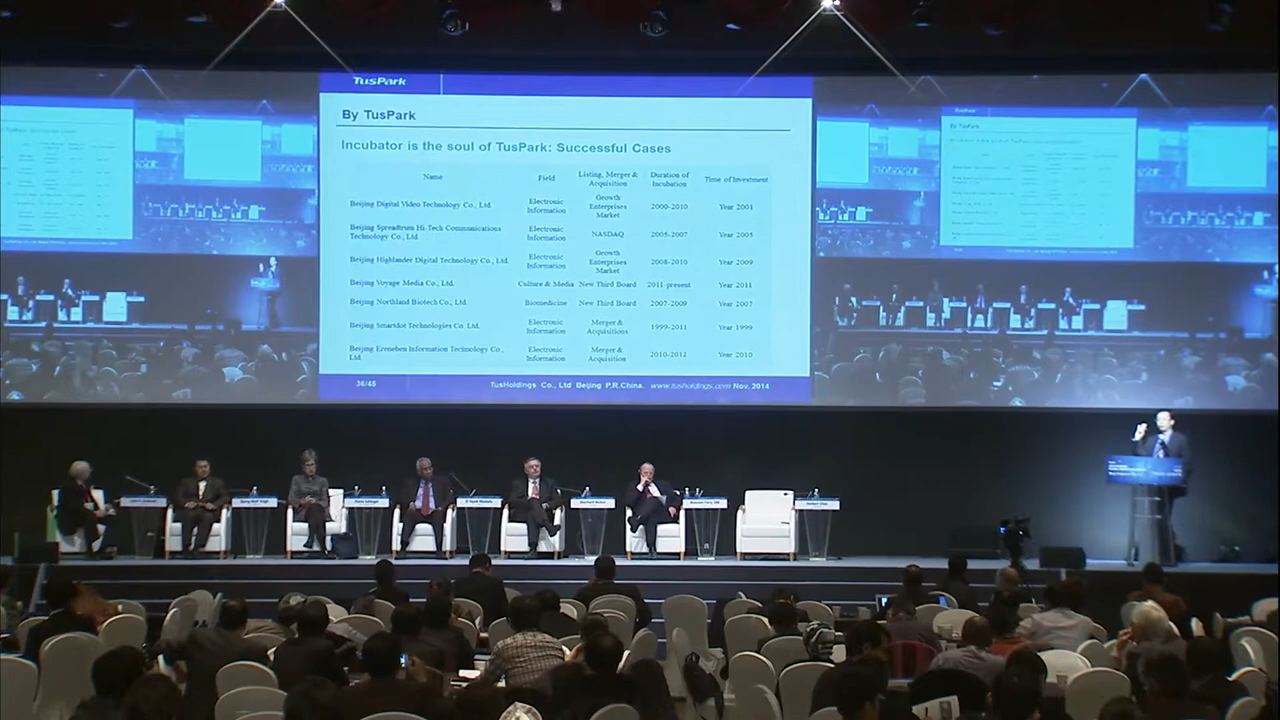 TusPark
By TusPark
Incubator is the soul of TusPark: Successful Cases
Name Field Listing, Merger & Acquisition Duration of Incubation Time of Investment
Beijing Digital Video Technology Co., Ltd. Electronic Information Growth Enterprises Market 2000-2010 Year 2001
Beijing Spreadtrum Hi-Tech Communications Technology Co., Ltd. Electronic Information NASDAQ 2005-2007 Year 2005
Beijing Highlander Digital Technology Co., Ltd. Electronic Information Growth Enterprises Market 2008-2010 Year 2009
Beijing Voyage Media Co., Ltd. Culture & Media New Third Board 2011-present Year 2011
Beijing Northland Biotech Co., Ltd. Biomedicine New Third Board 2007-2009 Year 2007
Beijing Smartdot Technologies Co. Ltd. Electronic Information Merger & Acquisitions 1999-2011 Year 1999
Beijing Information Technology Co., Ltd. Electronic Information Merger & Acquisition 2010-2012 Year 2010
36/45 TusHoldings Co., Ltd Beijing P.R.China. www.tusholdings.com Nov. 2014